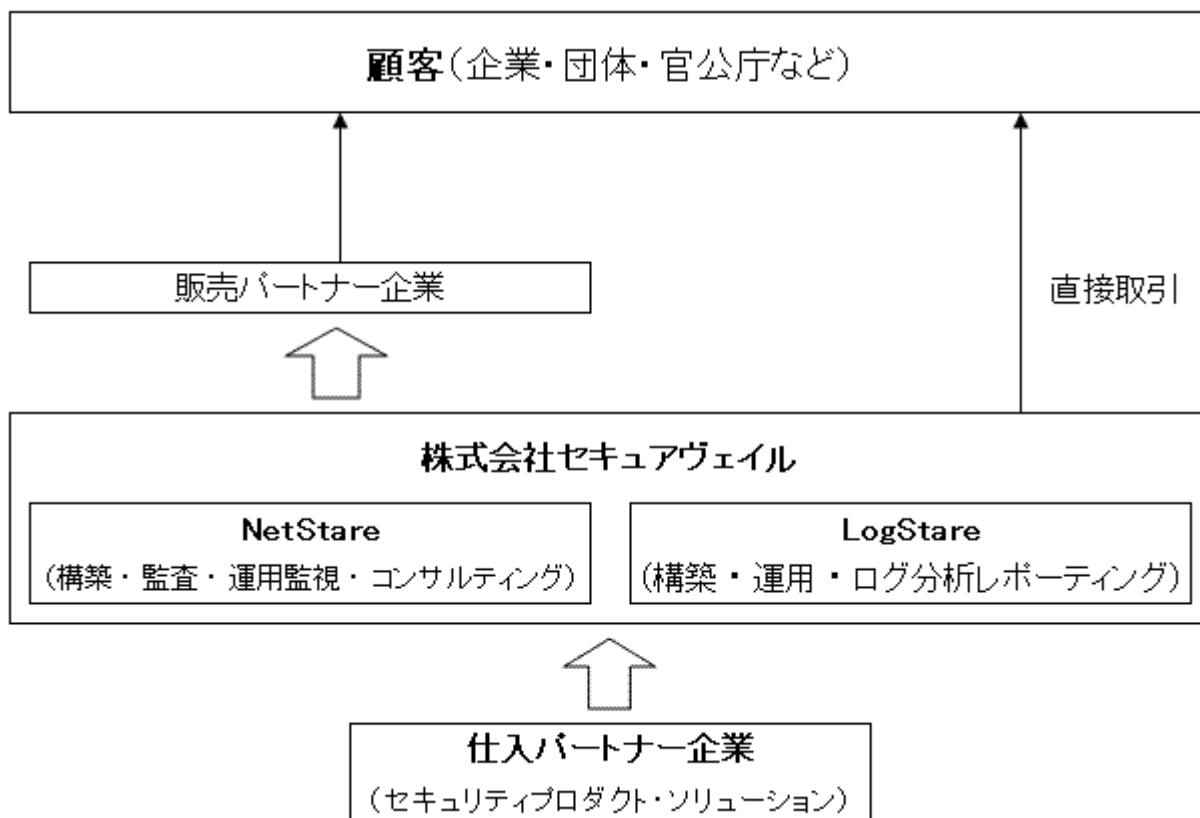 顧客(企業・団体・官公庁など)
販売パートナー企業
直接取引
株式会社セキュアヴェイル
NetStare
(構築・監査・運用監視・コンサルティング)
LogStare
(構築・運用・ログ分析レポーティング)
仕入パートナー企業
(セキュリティプロダクト・ソリューション)